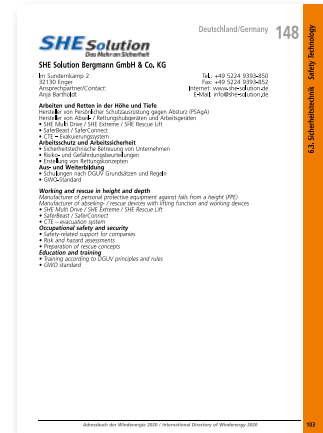 Deutschland/Germany 148
SHE Solution
Das Mehr an Sicherheit
SHE Solution Bergmann GmbH & Co. KG
Im Sundernkamp 2
32130 Enger
Ansprechpartner/Contact:
Anja Bartholdt
Tel.: +49 5224 9393-850
Fax: +49 5224 9393-852
Internet: www.she-solution.de
E-Mail: info@she-solution.de
Arbeiten und Retten in der Höhe und Tiefe
Hersteller von Persönlicher Schutzausrüstung gegen Absturz (PSAgA)
Hersteller von Abseil- / Rettungshubgeräten und Arbeitsgeräten
• SHE Multi Drive / SHE Extreme / SHE Rescue Lift
• SaferBeast / SaferConnect
• CTE – Evakuierungssystem
Arbeitsschutz und Arbeitssicherheit
• Sicherheitstechnische Betreuung von Unternehmen
• Risiko- und Gefährdungsbeurteilungen
• Erstellung von Rettungskonzepten
Aus- und Weiterbildung
• Schulungen nach DGUV Grundsätzen und Regeln
• GWO-Standard
Working and rescue in height and depth
Manufacturer of personal protective equipment against falls from a height (PPE)
Manufacturer of abseiling- / rescue devices with lifting function and working devices
• SHE Multi Drive / SHE Extreme / SHE Rescue Lift
• SaferBeast / SaferConnect
• CTE – evacuation system
Occupational safety and security
• Safety-related support for companies
• Risk and hazard assessments
• Preparation of rescue concepts
Education and training
• Training according to DGUV principles and rules
• GWO standard
6.3. Sicherheitstechnik Safety Technology
Adressbuch der Windenergie 2020 / International Directory of Windenergy 2020
103